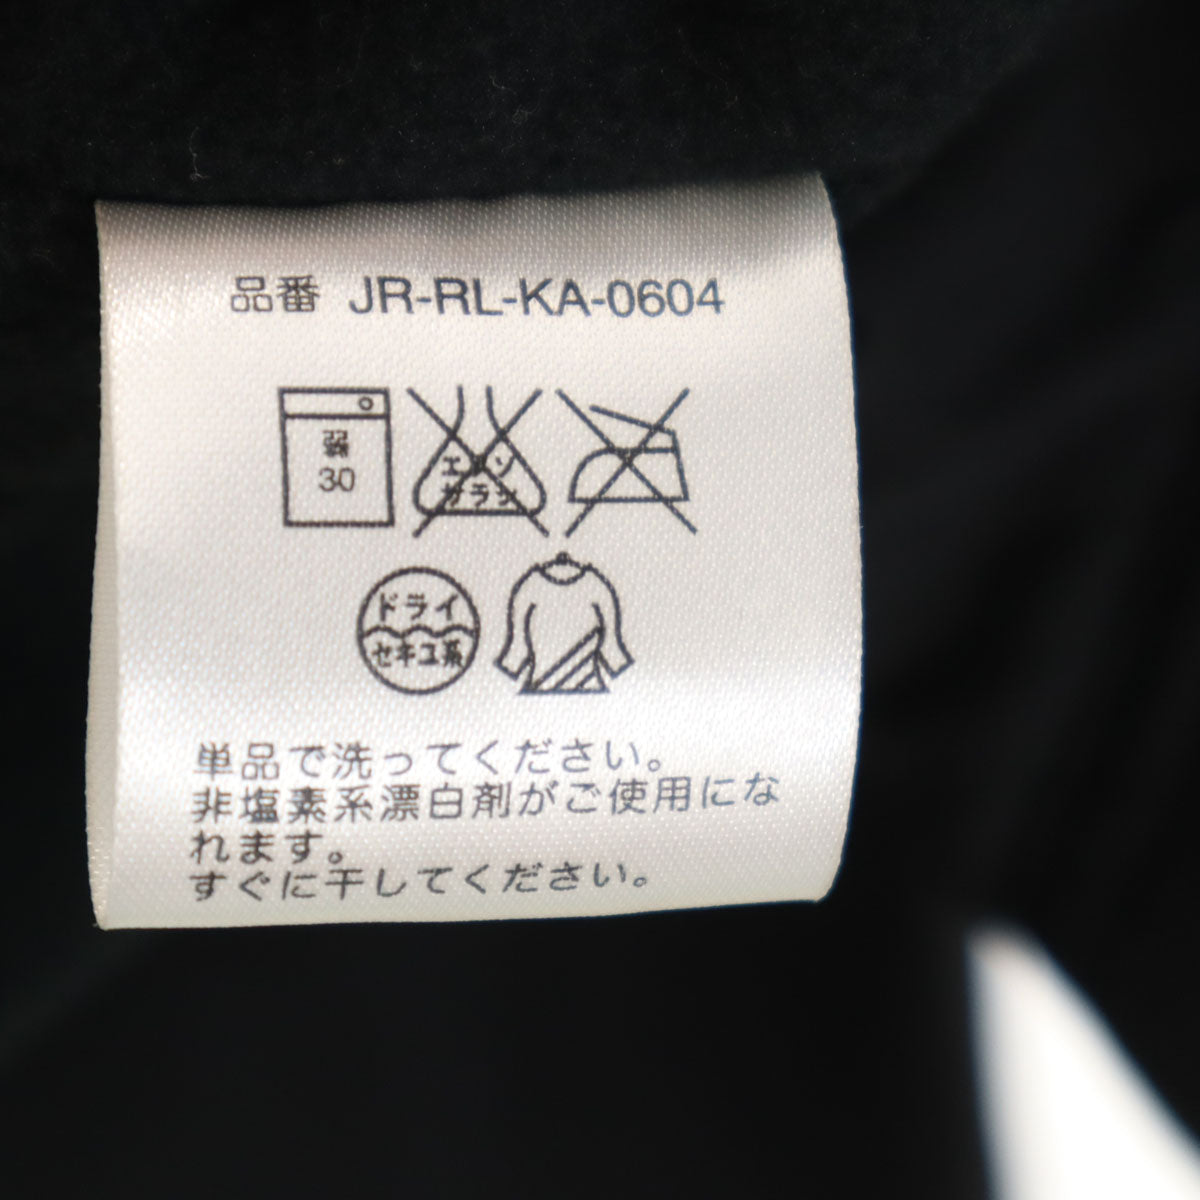 品番 JR-RL-KA-0604
弱
30
エンソ
サラシ
ドライ
セキユ系
単品で洗ってください。
非塩素系漂白剤がご使用にな
れます。
すぐに干してください。